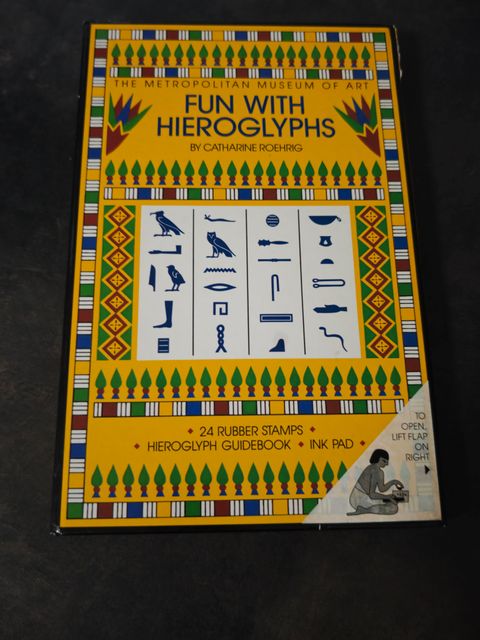 THE METROPOLITAN MUSEUM OF ART
FUN WITH
HIEROGLYPHS
BY CATHARINE ROEHRIG
• 24 RUBBER STAMPS •
• HIEROGLYPH GUIDEBOOK • INK PAD •
TO
OPEN,
LIFT FLAP
ON
RIGHT